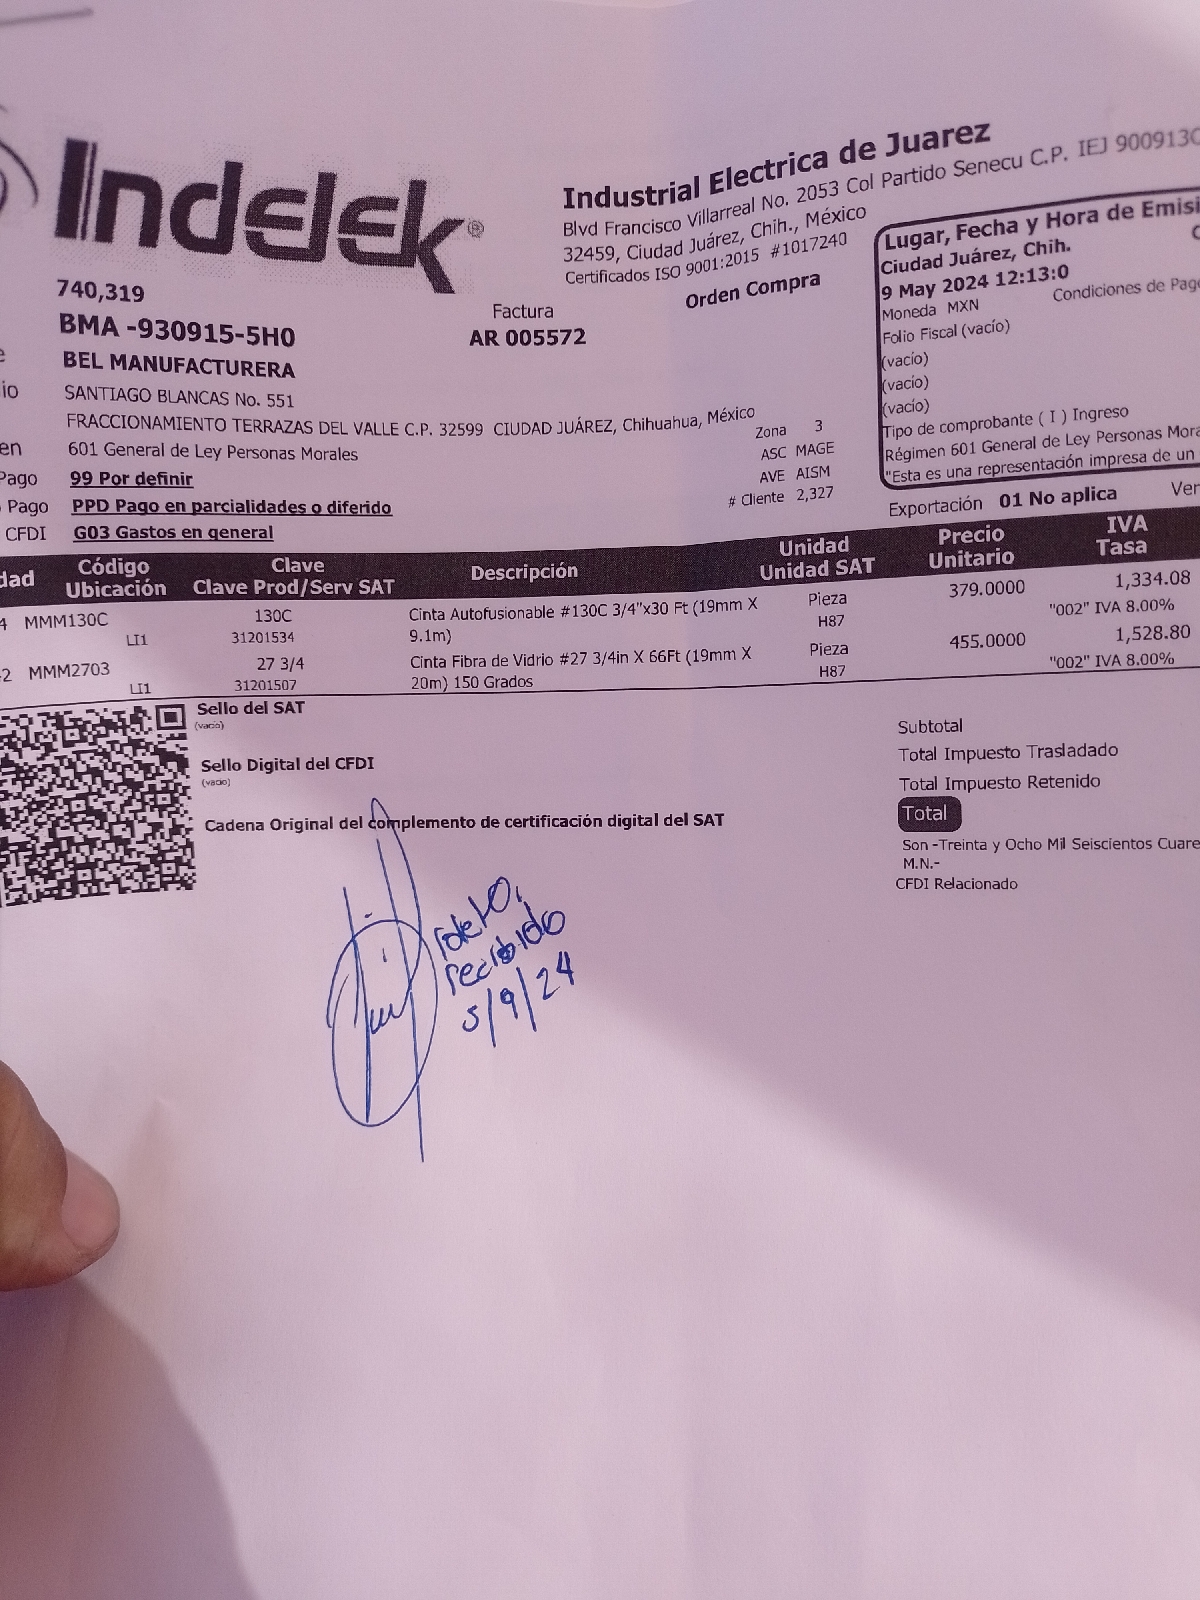 Indelek®
Industrial Electrica de Juarez
Blvd Francisco Villarreal No. 2053 Col Partido Senecu C.P. IEJ 900913
32459, Ciudad Juárez, Chih., México
Certificados ISO 9001:2015 #1017240
Orden Compra
Lugar, Fecha y Hora de Emisi
Ciudad Juárez, Chih.
9 May 2024 12:13:0
Moneda MXN Condiciones de Pag
Folio Fiscal (vacío)
(vacío)
(vacío)
(vacío)
Tipo de comprobante ( I ) Ingreso
Régimen 601 General de Ley Personas Mora
"Esta es una representación impresa de un
740,319
BMA -930915-5H0
Factura
AR 005572
BEL MANUFACTURERA
io SANTIAGO BLANCAS No. 551
FRACCIONAMIENTO TERRAZAS DEL VALLE C.P. 32599 CIUDAD JUÁREZ, Chihuahua, México
en 601 General de Ley Personas Morales
Pago 99 Por definir
Pago PPD Pago en parcialidades o diferido
CFDI G03 Gastos en general
Zona 3
ASC MAGE
AVE AISM
# Cliente 2,327
Exportación 01 No aplica Ver
dad Código Ubicación Clave Clave Prod/Serv SAT Descripción Unidad Unidad SAT Precio Unitario IVA Tasa
4 MMM130C 130C Cinta Autofusionable #130C 3/4"x30 Ft (19mm X Pieza 379.0000 1,334.08
LI1 31201534 9.1m) H87 "002" IVA 8.00%
2 MMM2703 27 3/4 Cinta Fibra de Vidrio #27 3/4in X 66Ft (19mm X Pieza 455.0000 1,528.80
LI1 31201507 20m) 150 Grados H87 "002" IVA 8.00%
Sello del SAT
(vacio)
Sello Digital del CFDI
(vacio)
Cadena Original del complemento de certificación digital del SAT
Subtotal
Total Impuesto Trasladado
Total Impuesto Retenido
Total
Son -Treinta y Ocho Mil Seiscientos Cuare
M.N.-
CFDI Relacionado
recibido
5/9/24